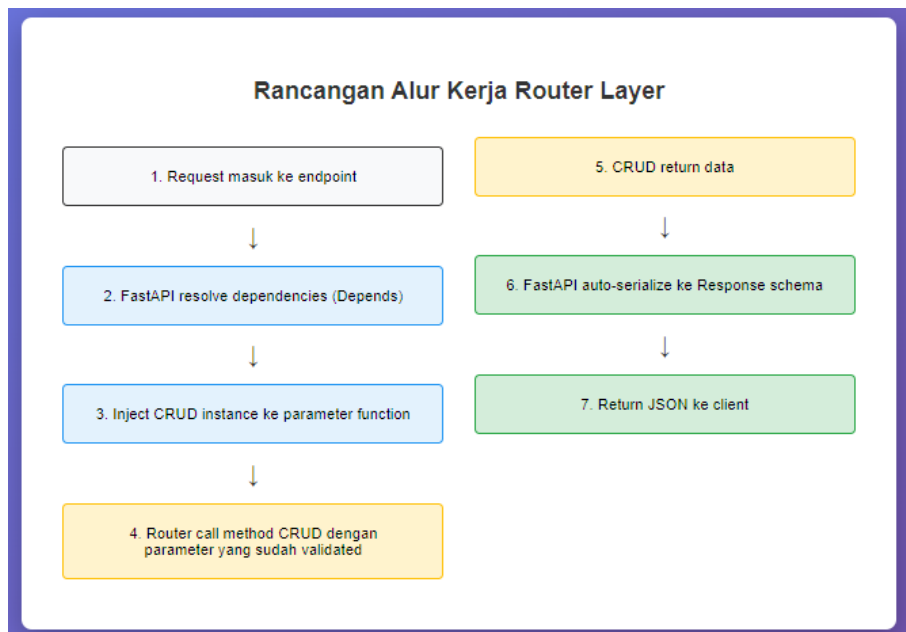 Rancangan Alur Kerja Router Layer
1. Request masuk ke endpoint
↓
2. FastAPI resolve dependencies (Depends)
↓
3. Inject CRUD instance ke parameter function
↓
4. Router call method CRUD dengan
parameter yang sudah validated
5. CRUD return data
↓
6. FastAPI auto-serialize ke Response schema
↓
7. Return JSON ke client